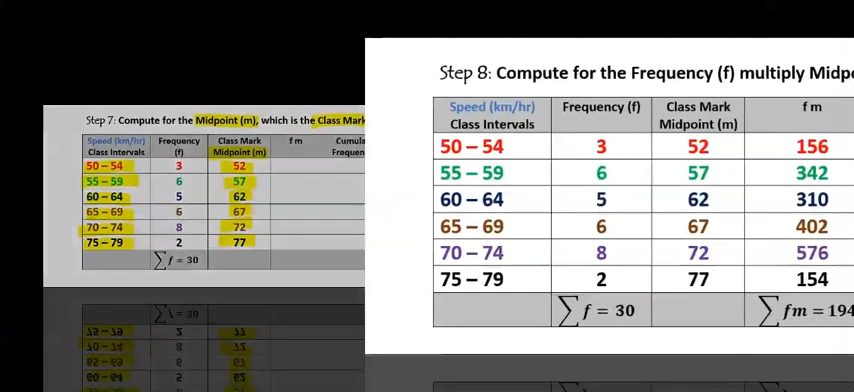 Step 7: Compute for the Midpoint (m), which is the Class Mark
Speed (km/hr) Class Intervals Frequency (f) Class Mark Midpoint (m) f m
50 – 54 3 52
55 – 59 6 57
60 – 64 5 62
65 – 69 6 67
70 – 74 8 72
75 – 79 2 77
∑f = 30
Step 8: Compute for the Frequency (f) multiply
Speed (km/hr) Class Intervals Frequency (f) Class Mark Midpoint (m) f m
50 – 54 3 52 156
55 – 59 6 57 342
60 – 64 5 62 310
65 – 69 6 67 402
70 – 74 8 72 576
75 – 79 2 77 154
∑f = 30 ∑fm = 194